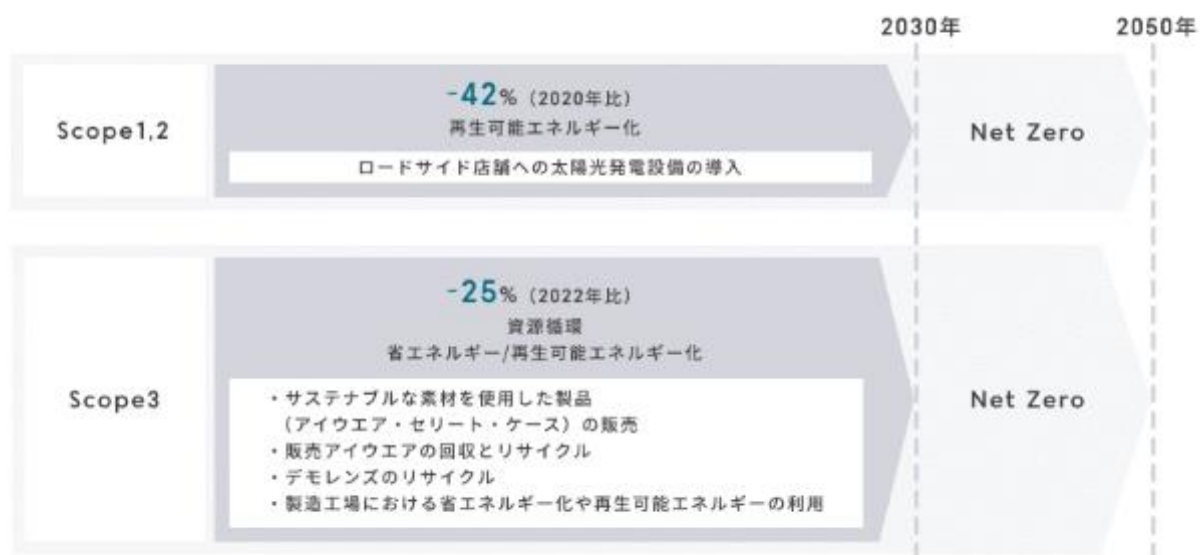 2030年 2050年
Scope1,2
-42%（2020年比）
再生可能エネルギー化
ロードサイド店舗への太陽光発電設備の導入
Net Zero
Scope3
-25%（2022年比）
資源循環
省エネルギー/再生可能エネルギー化
・サステナブルな素材を使用した製品
（アイウエア・セリート・ケース）の販売
・販売アイウエアの回収とリサイクル
・デモレンズのリサイクル
・製造工場における省エネルギー化や再生可能エネルギーの利用
Net Zero